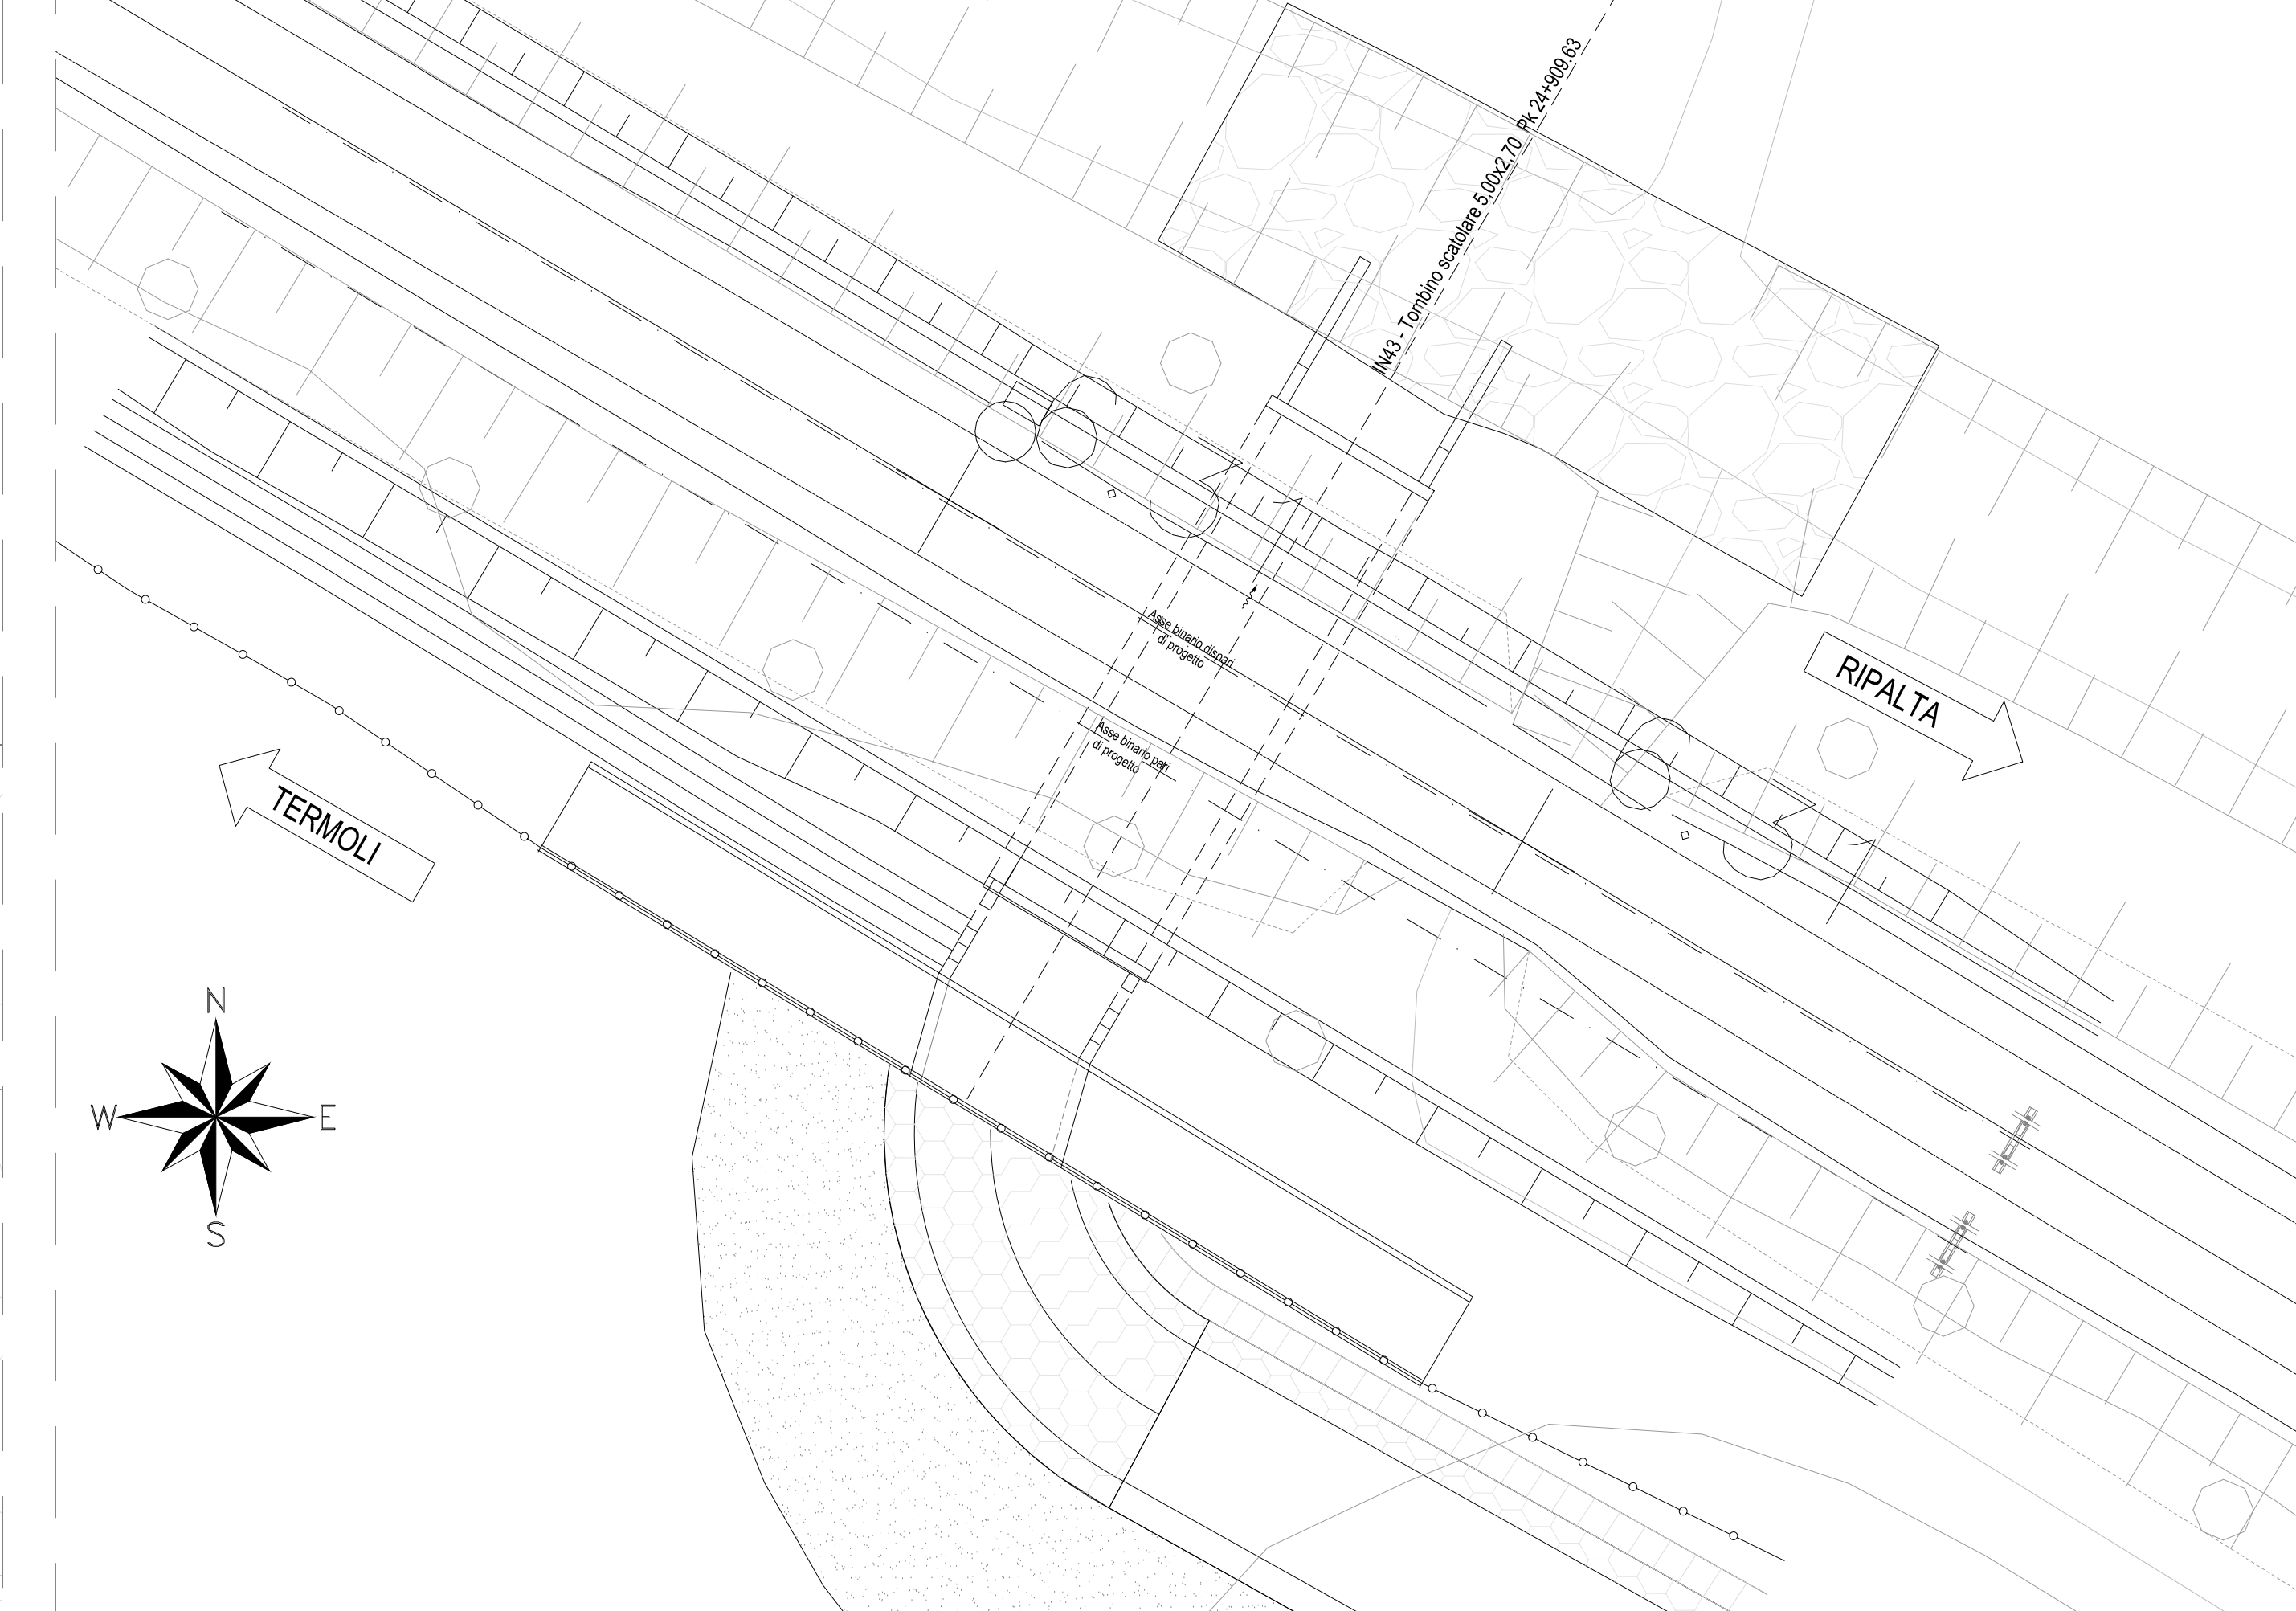 IN43 - Tombino scatolare 5,00x2,70 Pk 24+909.63
Asse binario dispari
di progetto
RIPALTA
Asse binario pari
di progetto
TERMOLI
N
W
E
S